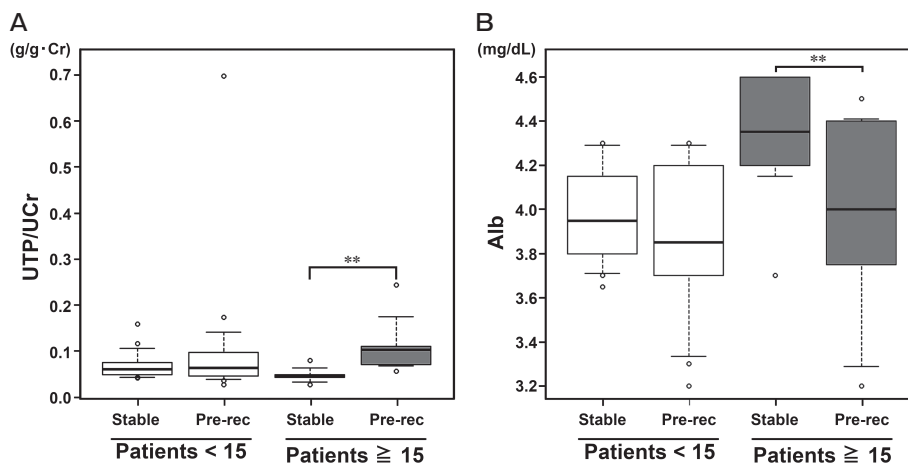 A
(g/g·Cr)
UTP/UCr
0.7
0.6
0.5
0.4
0.3
0.2
0.1
0.0
**
Stable Pre-rec Stable Pre-rec
Patients < 15 Patients ≧ 15
B
(mg/dL)
Alb
4.6
4.4
4.2
4.0
3.8
3.6
3.4
3.2
**
Stable Pre-rec Stable Pre-rec
Patients < 15 Patients ≧ 15